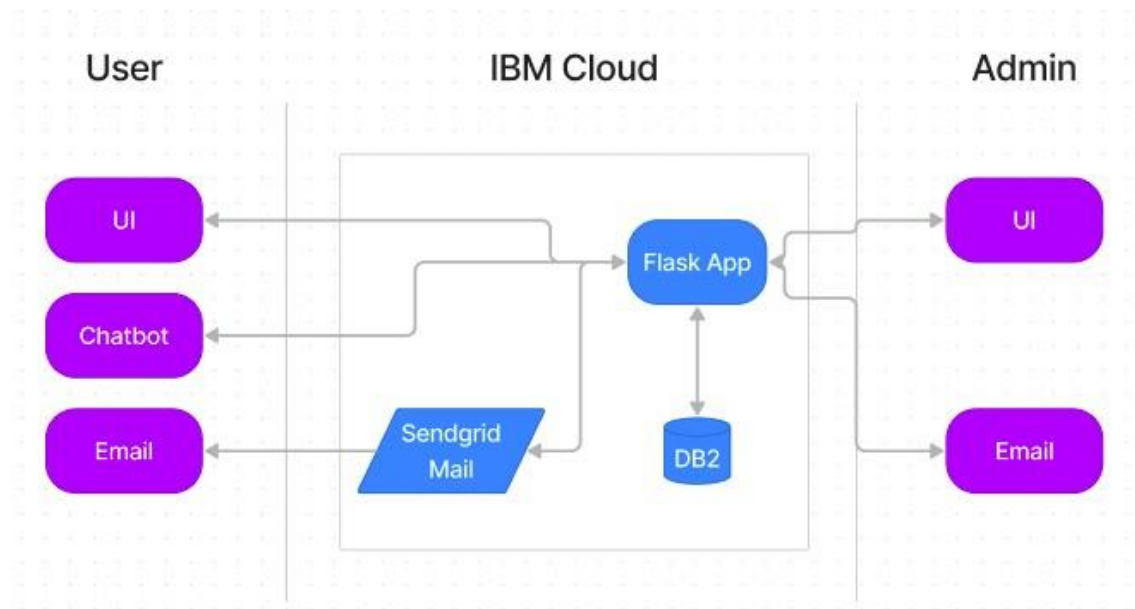 User
IBM Cloud
Admin
UI
Chatbot
Email
Flask App
Sendgrid
Mail
DB2
UI
Email